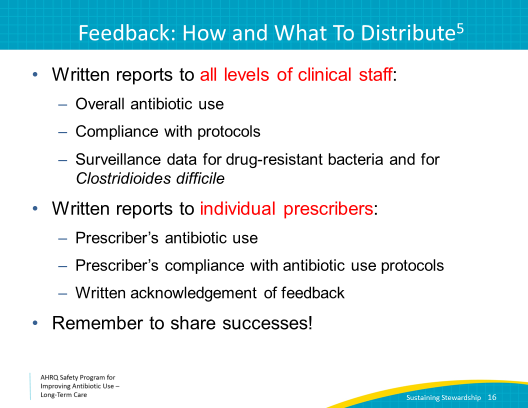 Feedback: How and What To Distribute5
• Written reports to all levels of clinical staff:
– Overall antibiotic use
– Compliance with protocols
– Surveillance data for drug-resistant bacteria and for
Clostridioides difficile
• Written reports to individual prescribers:
– Prescriber’s antibiotic use
– Prescriber’s compliance with antibiotic use protocols
– Written acknowledgement of feedback
• Remember to share successes!
AHRQ Safety Program for
Improving Antibiotic Use –
Long-Term Care
Sustaining Stewardship 16